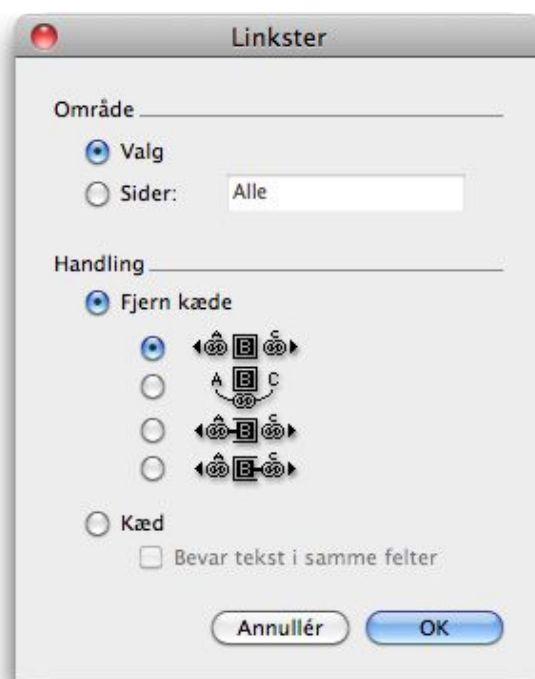 Linkster
Område
Valg
Sider: Alle
Handling
Fjern kæde
A B C
A B C
A B C
A B C
Kæd
Bevar tekst i samme felter
Annullér OK